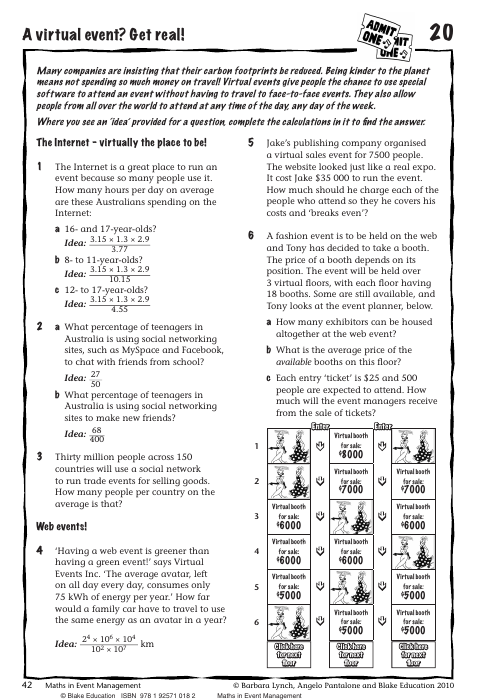 A virtual event? Get real!
ADMIT
ONE
20
Many companies are insisting that their carbon footprints be reduced. Being kinder to the planet
means not spending so much money on travel! Virtual events give people the chance to use special
software to attend an event without having to travel to face-to-face events. They also allow
people from all over the world to attend at any time of the day, any day of the week.
Where you see an 'idea' provided for a question, complete the calculations in it to find the answer.
The Internet – virtually the place to be!
1 The Internet is a great place to run an
event because so many people use it.
How many hours per day on average
are these Australians spending on the
Internet:
a 16- and 17-year-olds?
Idea: 3.15 × 1.3 × 2.9
3.77
b 8- to 11-year-olds?
Idea: 3.15 × 1.3 × 2.9
10.15
c 12- to 17-year-olds?
Idea: 3.15 × 1.3 × 2.9
4.55
2 a What percentage of teenagers in
Australia is using social networking
sites, such as MySpace and Facebook,
to chat with friends from school?
Idea: 27
50
b What percentage of teenagers in
Australia is using social networking
sites to make new friends?
Idea: 68
400
3 Thirty million people across 150
countries will use a social network
to run trade events for selling goods.
How many people per country on the
average is that?
Web events!
4 'Having a web event is greener than
having a green event!' says Virtual
Events Inc. 'The average avatar, left
on all day every day, consumes only
75 kWh of energy per year.' How far
would a family car have to travel to use
the same energy as an avatar in a year?
Idea: 2⁴ × 10⁶ × 10⁴ km
10² × 10⁷
5 Jake's publishing company organised
a virtual sales event for 7500 people.
The website looked just like a real expo.
It cost Jake $35 000 to run the event.
How much should he charge each of the
people who attend so they he covers his
costs and 'breaks even'?
6 A fashion event is to be held on the web
and Tony has decided to take a booth.
The price of a booth depends on its
position. The event will be held over
3 virtual floors, with each floor having
18 booths. Some are still available, and
Tony looks at the event planner, below.
a How many exhibitors can be housed
altogether at the web event?
b What is the average price of the
available booths on this floor?
c Each entry 'ticket' is $25 and 500
people are expected to attend. How
much will the event managers receive
from the sale of tickets?
Enter Enter
1 Virtual booth for sale: $8000
2 Virtual booth for sale: $7000 Virtual booth for sale: $7000
3 Virtual booth for sale: $6000 Virtual booth for sale: $6000
4 Virtual booth for sale: $6000 Virtual booth for sale: $6000
5 Virtual booth for sale: $5000 Virtual booth for sale: $5000
6 Virtual booth for sale: $5000 Virtual booth for sale: $5000
Click here for next floor Click here for next floor Click here for next floor
42 Maths in Event Management © Barbara Lynch, Angelo Pantalone and Blake Education 2010
© Blake Education ISBN 978 1 92571 018 2 Maths in Event Management